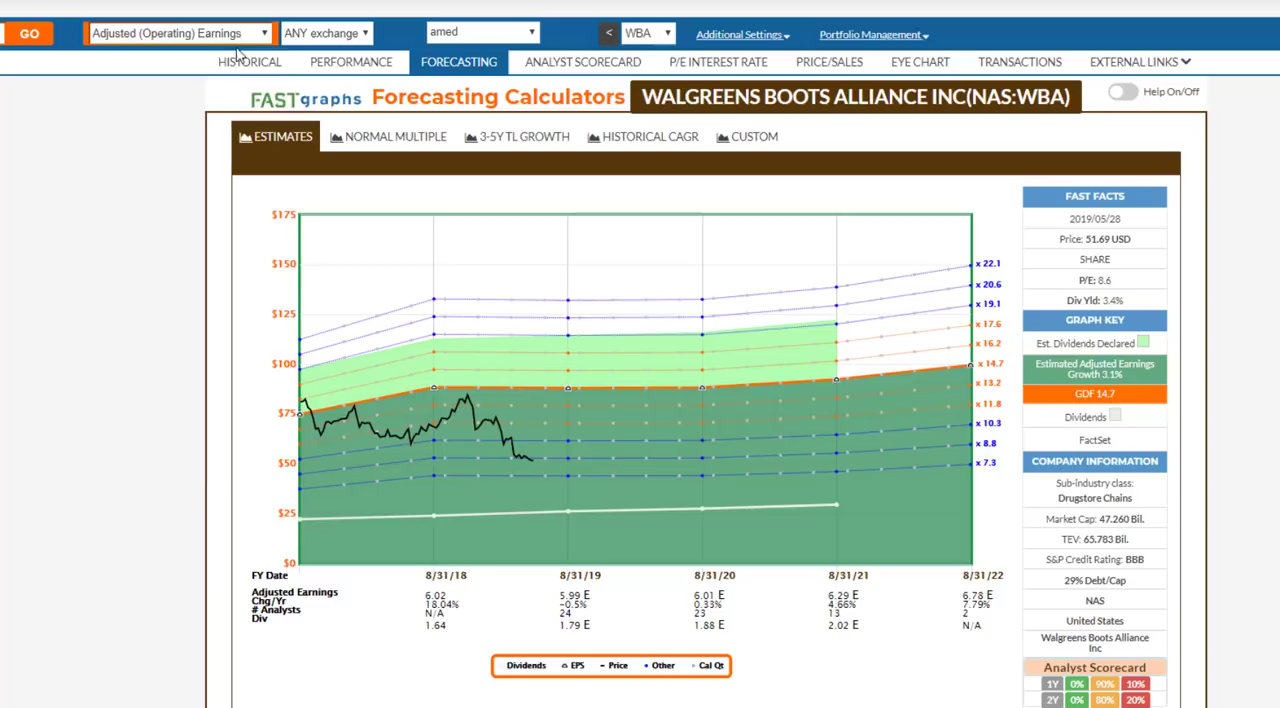 GO Adjusted (Operating) Earnings ANY exchange amed < WBA Additional Settings Portfolio Management
HISTORICAL PERFORMANCE FORECASTING ANALYST SCORECARD P/E INTEREST RATE PRICE/SALES EYE CHART TRANSACTIONS EXTERNAL LINKS
FASTgraphs Forecasting Calculators WALGREENS BOOTS ALLIANCE INC(NAS:WBA) Help On/Off
ESTIMATES NORMAL MULTIPLE 3-5Y TL GROWTH HISTORICAL CAGR CUSTOM
$175
$150
$125
$100
$75
$50
$25
$0
x 22.1
x 20.6
x 19.1
x 17.6
x 16.2
x 14.7
x 13.2
x 11.8
x 10.3
x 8.8
x 7.3
FY Date 8/31/18 8/31/19 8/31/20 8/31/21 8/31/22
Adjusted Earnings 6.02 5.99 E 6.01 E 6.29 E 6.78 E
Chg/Yr 18.04% -0.5% 0.33% 4.66% 7.79%
# Analysts N/A 24 23 13 2
Div 1.64 1.79 E 1.88 E 2.02 E N/A
Dividends EPS Price Other Cal Qt
FAST FACTS
2019/05/28
Price: 51.69 USD
SHARE
P/E: 8.6
Div Yld: 3.4%
GRAPH KEY
Est. Dividends Declared
Estimated Adjusted Earnings
Growth 3.1%
GDF 14.7
Dividends
FactSet
COMPANY INFORMATION
Sub-industry class:
Drugstore Chains
Market Cap: 47.260 Bil.
TEV: 65.783 Bil.
S&P Credit Rating: BBB
29% Debt/Cap
NAS
United States
Walgreens Boots Alliance
Inc
Analyst Scorecard
1Y 0% 90% 10%
2Y 0% 80% 20%